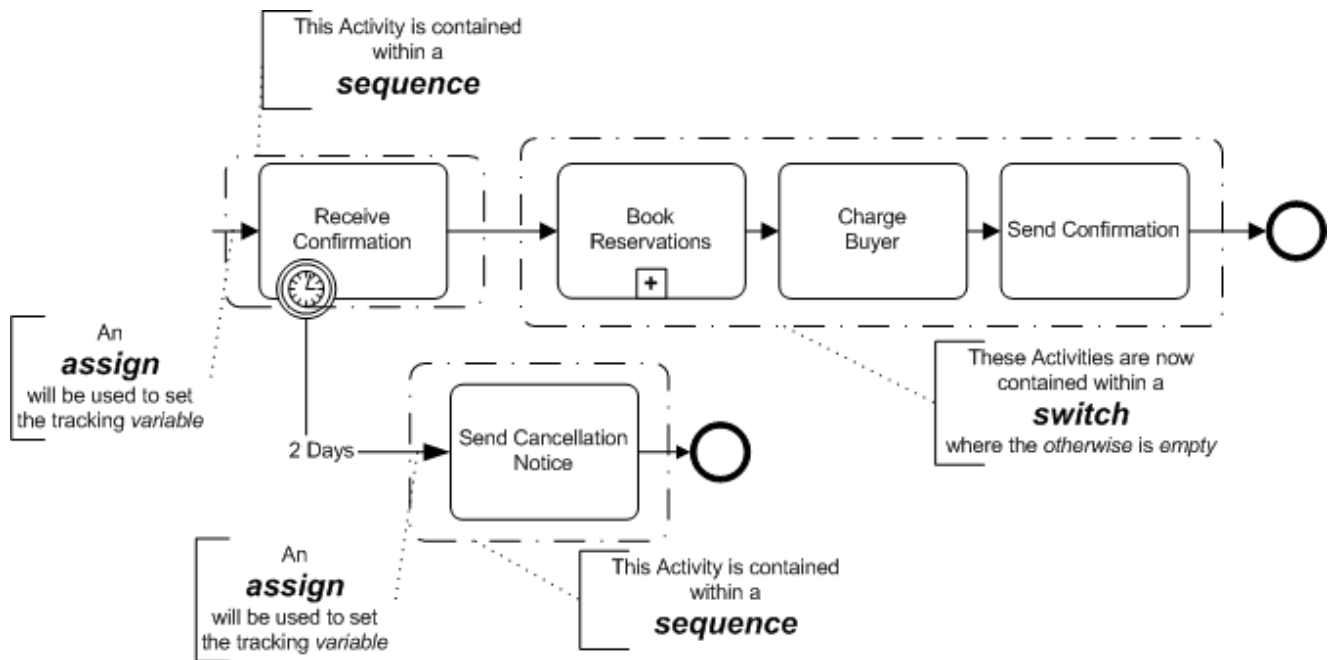 This Activity is contained
within a
sequence
Receive
Confirmation
Book
Reservations
+
Charge
Buyer
Send Confirmation
An
assign
will be used to set
the tracking variable
These Activities are now
contained within a
switch
where the otherwise is empty
2 Days
Send Cancellation
Notice
An
assign
will be used to set
the tracking variable
This Activity is contained
within a
sequence